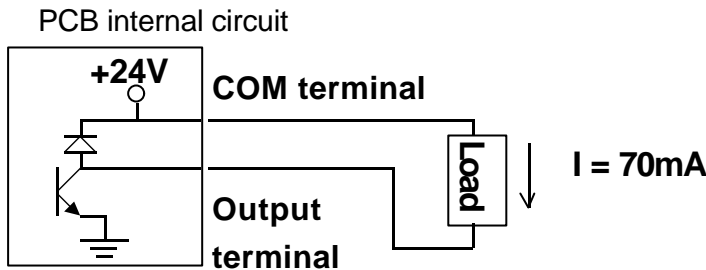 PCB internal circuit
+24V
COM terminal
Load
I = 70mA
Output
terminal